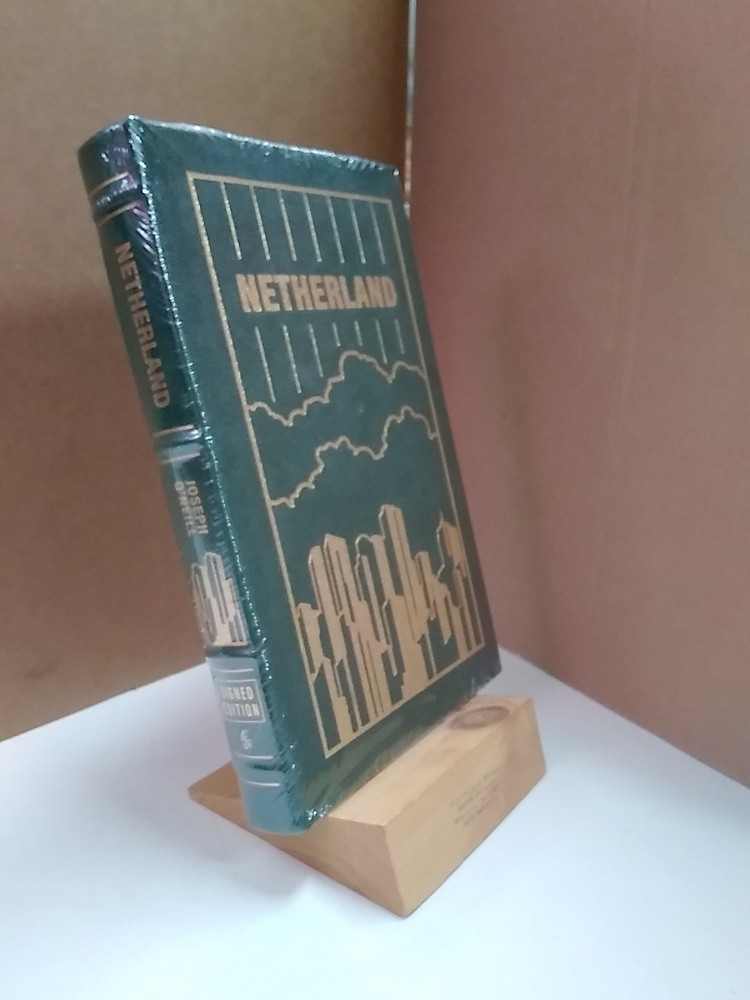 NETHERLAND
NETHERLAND
JOSEPH
O'NEILL
SIGNED
EDITION